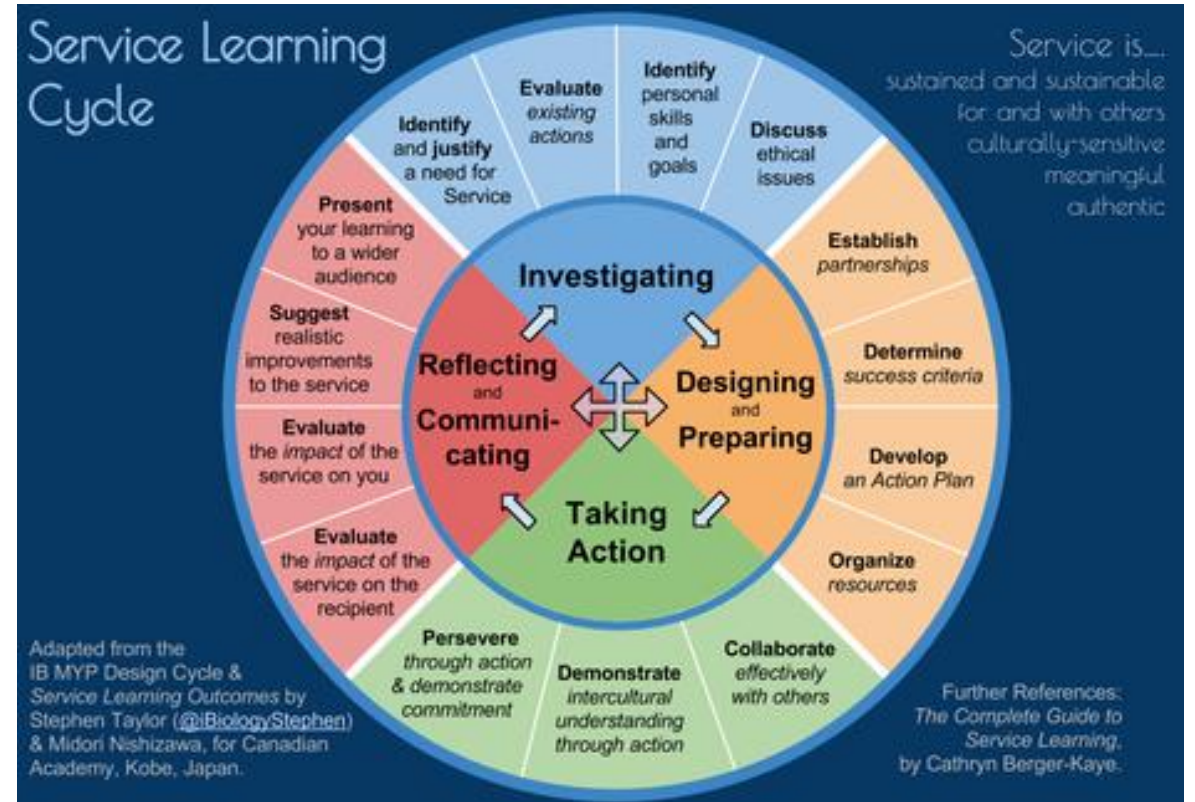 Service Learning
Cycle
Service is....
sustained and sustainable
for and with others
culturally-sensitive
meaningful
authentic
Identify
and justify
a need for
Service
Evaluate
existing
actions
Identify
personal
skills
and
goals
Discuss
ethical
issues
Establish
partnerships
Determine
success criteria
Develop
an Action Plan
Organize
resources
Collaborate
effectively
with others
Demonstrate
intercultural
understanding
through action
Persevere
through action
& demonstrate
commitment
Evaluate
the impact of the
service on the
recipient
Evaluate
the impact of the
service on you
Suggest
realistic
improvements
to the service
Present
your learning
to a wider
audience
Investigating
Designing
and
Preparing
Taking
Action
Reflecting
and
Communi-
cating
Adapted from the
IB MYP Design Cycle &
Service Learning Outcomes by
Stephen Taylor (@iBiologyStephen)
& Midori Nishizawa, for Canadian
Academy, Kobe, Japan.
Further References:
The Complete Guide to
Service Learning,
by Cathryn Berger-Kaye.